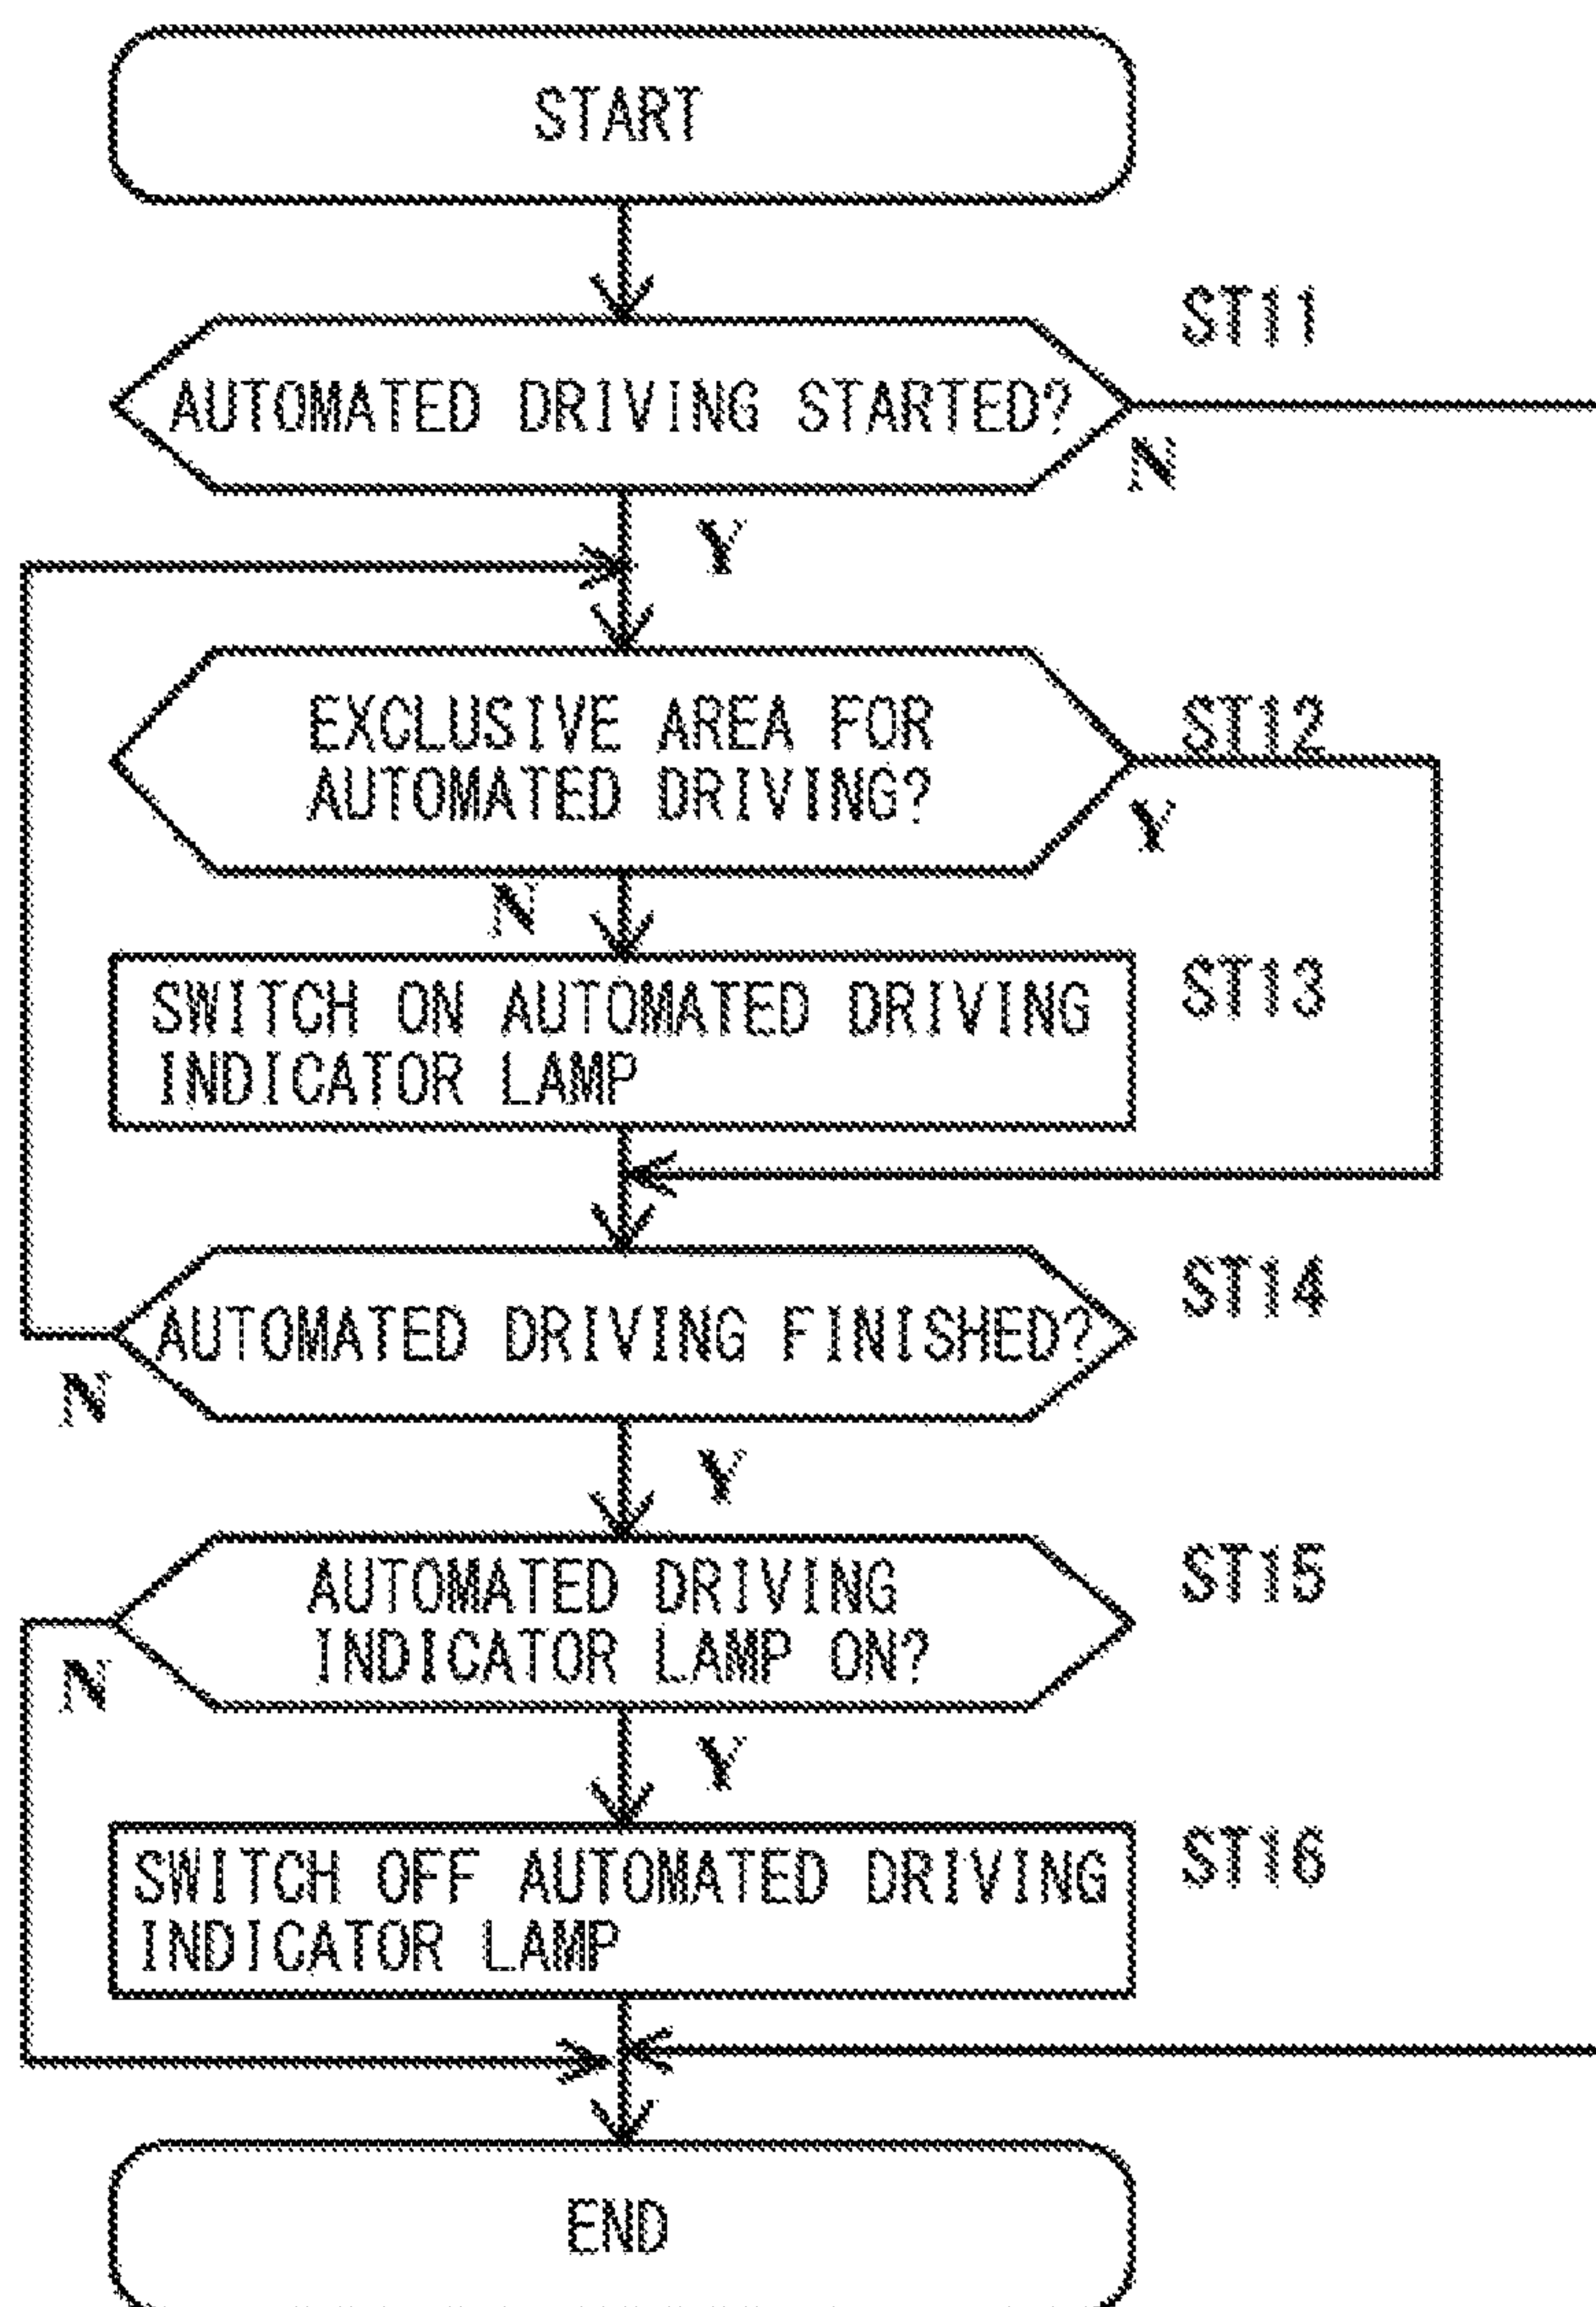 START
ST11
AUTOMATED DRIVING STARTED?
N
Y
EXCLUSIVE AREA FOR
AUTOMATED DRIVING?
ST12
Y
N
SWITCH ON AUTOMATED DRIVING
INDICATOR LAMP
ST13
ST14
AUTOMATED DRIVING FINISHED?
N
Y
ST15
AUTOMATED DRIVING
INDICATOR LAMP ON?
N
Y
SWITCH OFF AUTOMATED DRIVING
INDICATOR LAMP
ST16
END